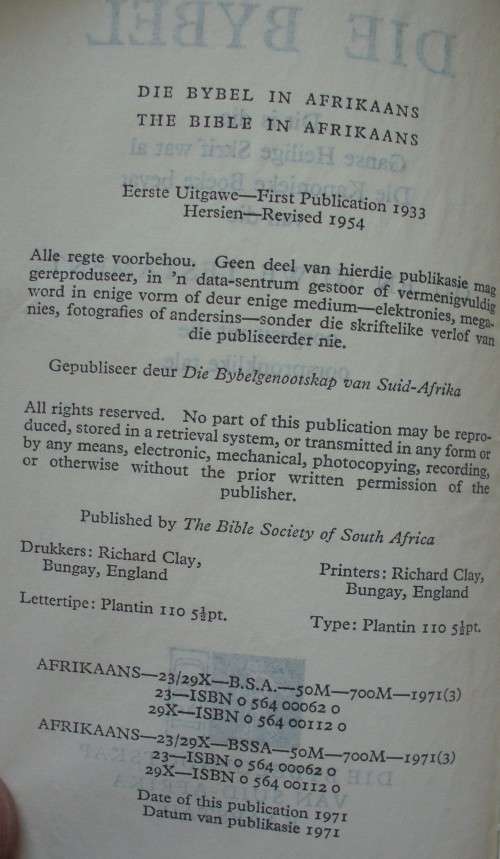 DIE BYBEL
DIE BYBEL IN AFRIKAANS
THE BIBLE IN AFRIKAANS
Eerste Uitgawe—First Publication 1933
Hersien—Revised 1954
Alle regte voorbehou. Geen deel van hierdie publikasie mag
gereproduseer, in 'n data-sentrum gestoor of vermenigvuldig
word in enige vorm of deur enige medium—elektronies, mega-
nies, fotografies of andersins—sonder die skriftelike verlof van
die publiseerder nie.
Gepubliseer deur Die Bybelgenootskap van Suid-Afrika
All rights reserved. No part of this publication may be repro-
duced, stored in a retrieval system, or transmitted in any form or
by any means, electronic, mechanical, photocopying, recording,
or otherwise without the prior written permission of the
publisher.
Published by The Bible Society of South Africa
Drukkers: Richard Clay,
Bungay, England
Printers: Richard Clay,
Bungay, England
Lettertipe: Plantin 110 5½pt.
Type: Plantin 110 5½pt.
AFRIKAANS—23/29X—B.S.A.—50M—700M—1971(3)
23—ISBN 0 564 00062 0
29X—ISBN 0 564 00112 0
AFRIKAANS—23/29X—BSSA—50M—700M—1971(3)
23—ISBN 0 564 00062 0
29X—ISBN 0 564 00112 0
Date of this publication 1971
Datum van publikasie 1971